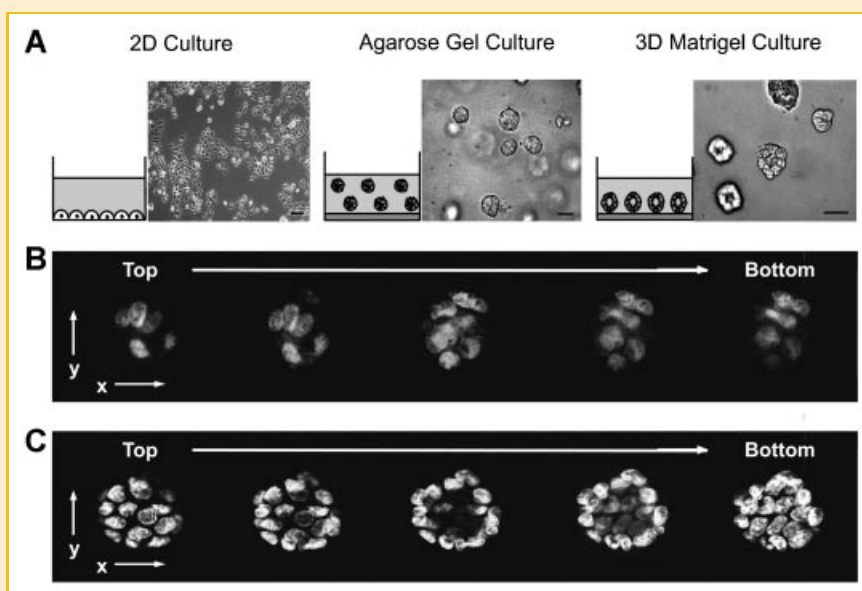 A
2D Culture
Agarose Gel Culture
3D Matrigel Culture
B
Top
Bottom
y
x
C
Top
Bottom
y
x